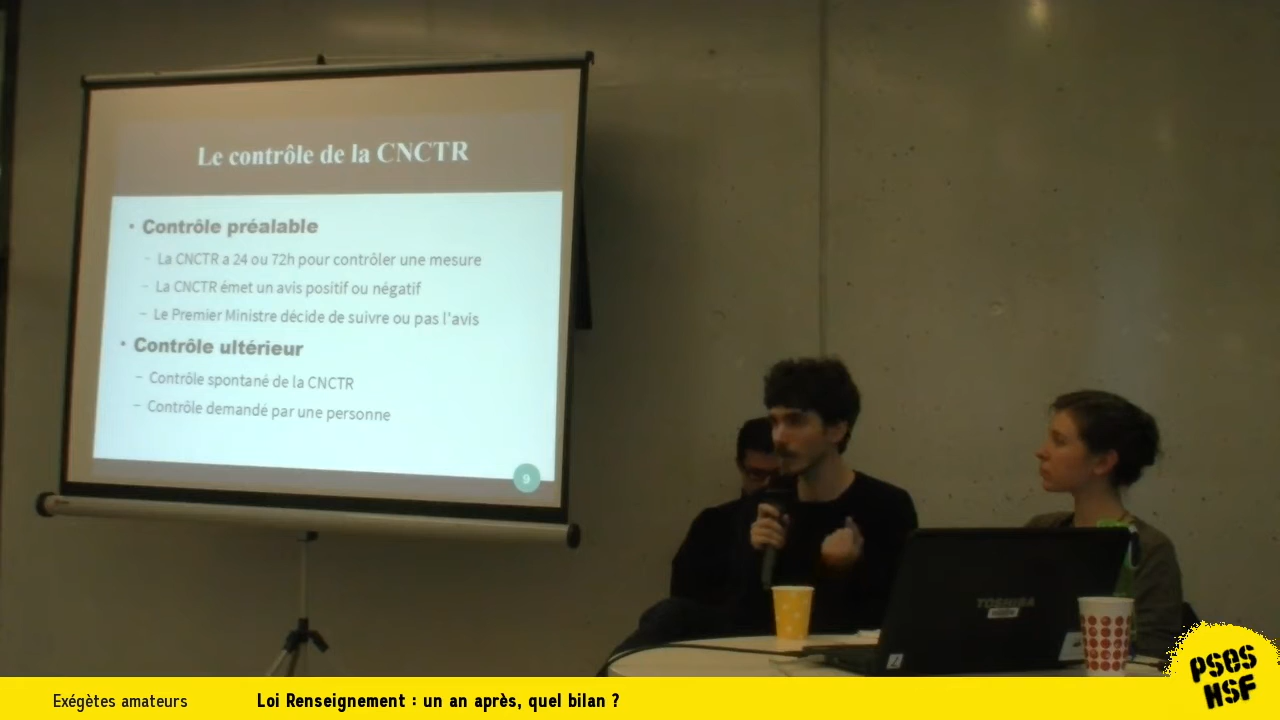 Le contrôle de la CNCTR
• Contrôle préalable
– La CNCTR a 24 ou 72h pour contrôler une mesure
– La CNCTR émet un avis positif ou négatif
– Le Premier Ministre décide de suivre ou pas l'avis
• Contrôle ultérieur
– Contrôle spontané de la CNCTR
– Contrôle demandé par une personne
9
TOSHIBA
PSES
HSF
Exégètes amateurs Loi Renseignement : un an après, quel bilan ?